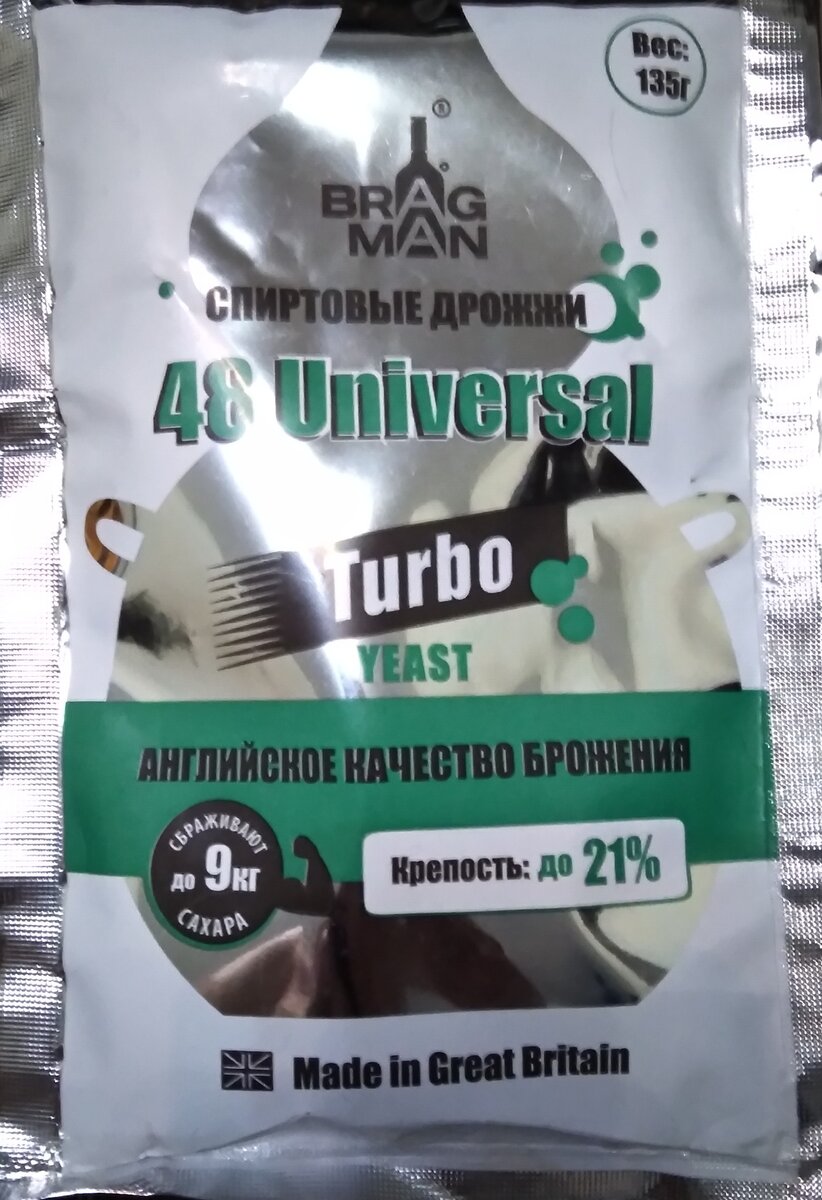 Вес:
135г
®
BRAG
MAN
СПИРТОВЫЕ ДРОЖЖИ
48 Universal
Turbo
YEAST
АНГЛИЙСКОЕ КАЧЕСТВО БРОЖЕНИЯ
СБРАЖИВАЮТ
до 9кг
САХАРА
Крепость: до 21%
Made in Great Britain